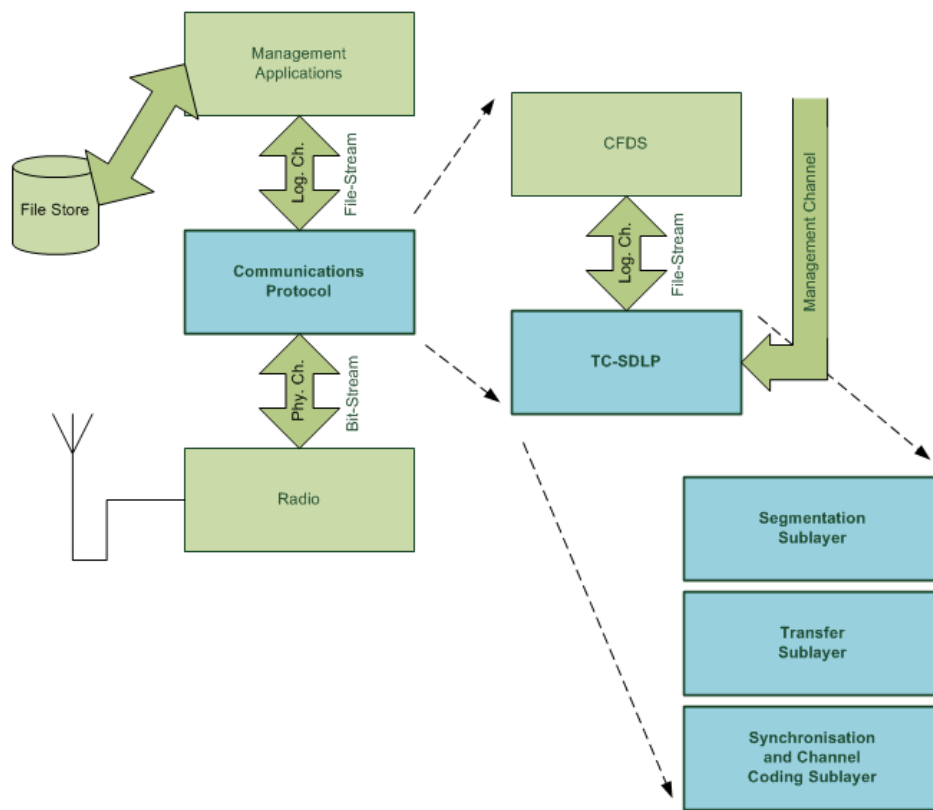 Management
Applications
File Store
Log. Ch.
File-Stream
Communications
Protocol
Phy. Ch.
Bit-Stream
Radio
CFDS
Log. Ch.
File-Stream
TC-SDLP
Management Channel
Segmentation
Sublayer
Transfer
Sublayer
Synchronisation
and Channel
Coding Sublayer